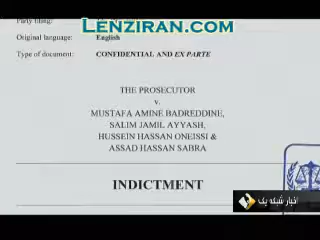 Lenziran.com
Party filing:
Original language: English
Type of document: CONFIDENTIAL AND EX PARTE
THE PROSECUTOR
v.
MUSTAFA AMINE BADREDDINE,
SALIM JAMIL AYYASH,
HUSSEIN HASSAN ONEISSI &
ASSAD HASSAN SABRA
INDICTMENT
اخبار شبکه یک